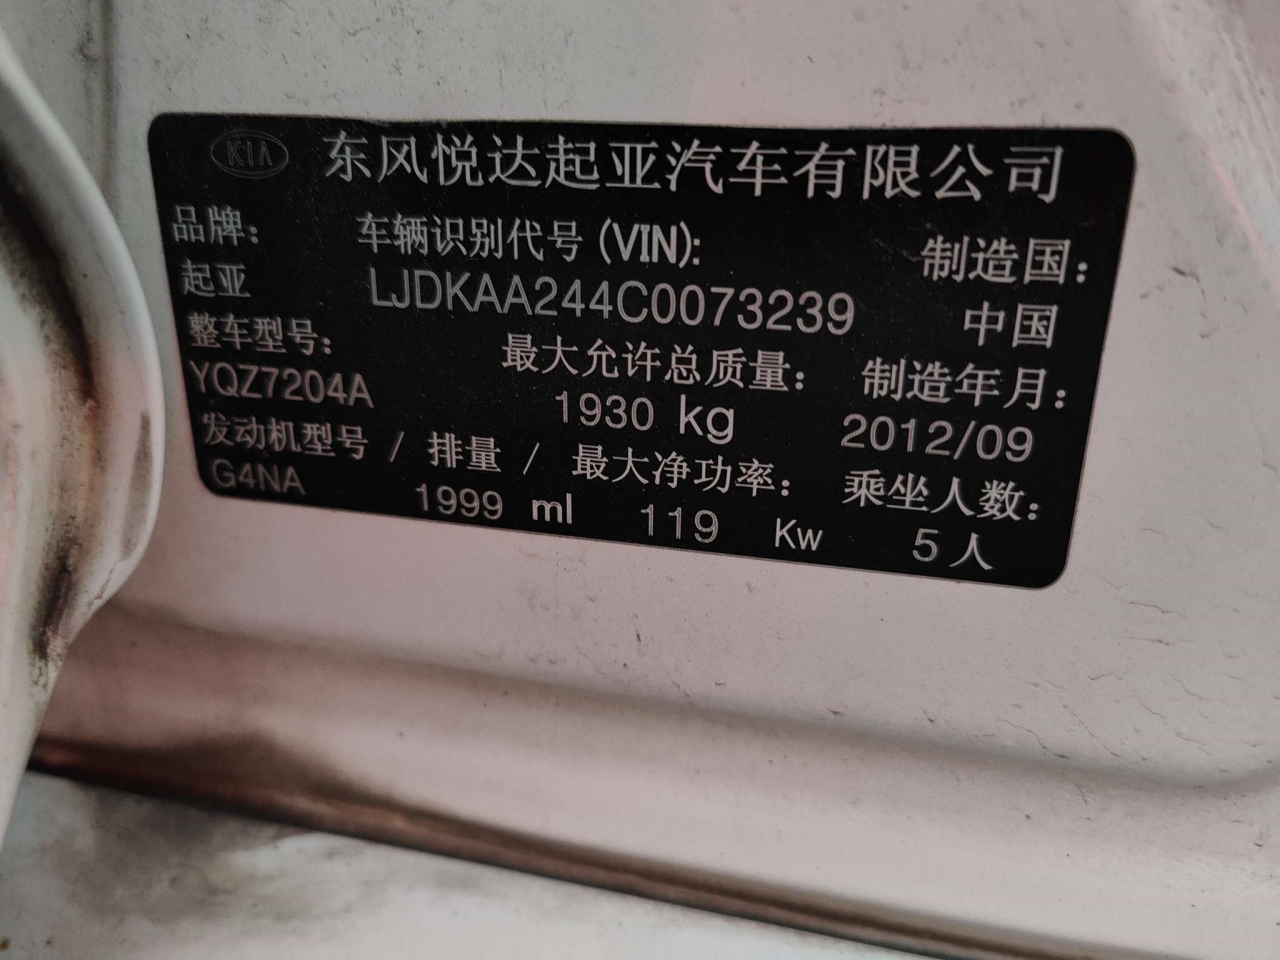 KIA 东风悦达起亚汽车有限公司
品牌: 车辆识别代号 (VIN): 制造国:
起亚 LJDKAA244C0073239 中国
整车型号: 最大允许总质量: 制造年月:
YQZ7204A 1930 kg 2012/09
发动机型号 / 排量 / 最大净功率: 乘坐人数:
G4NA 1999 ml 119 Kw 5人